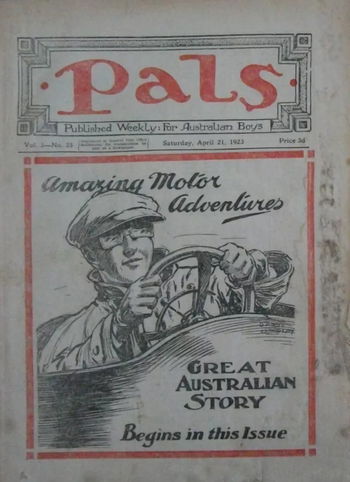 Pals
Published Weekly: For Australian Boys
Vol. 3—No. 35 Saturday, April 21, 1923 Price 3d
Amazing Motor
Adventures
GREAT
AUSTRALIAN
STORY
Begins in this Issue